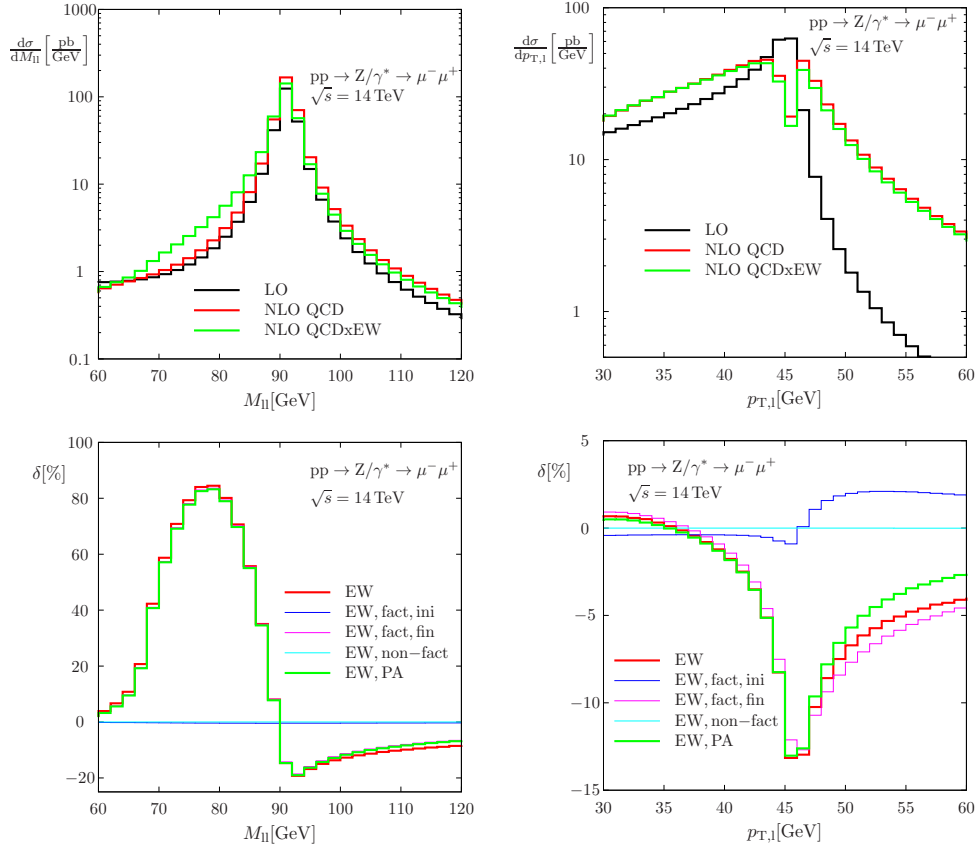 dσ/dM_ll [pb/GeV]
pp → Z/γ* → μ⁻μ⁺
√s = 14 TeV
1000
100
10
1
0.1
LO
NLO QCD
NLO QCDxEW
60 70 80 90 100 110 120
M_ll[GeV]
dσ/dp_T,l [pb/GeV]
pp → Z/γ* → μ⁻μ⁺
√s = 14 TeV
100
10
1
LO
NLO QCD
NLO QCDxEW
30 35 40 45 50 55 60
p_T,l[GeV]
δ[%]
pp → Z/γ* → μ⁻μ⁺
√s = 14 TeV
100
80
60
40
20
0
−20
EW
EW, fact, ini
EW, fact, fin
EW, non−fact
EW, PA
60 70 80 90 100 110 120
M_ll[GeV]
δ[%]
pp → Z/γ* → μ⁻μ⁺
√s = 14 TeV
5
0
−5
−10
−15
EW
EW, fact, ini
EW, fact, fin
EW, non−fact
EW, PA
30 35 40 45 50 55 60
p_T,l[GeV]